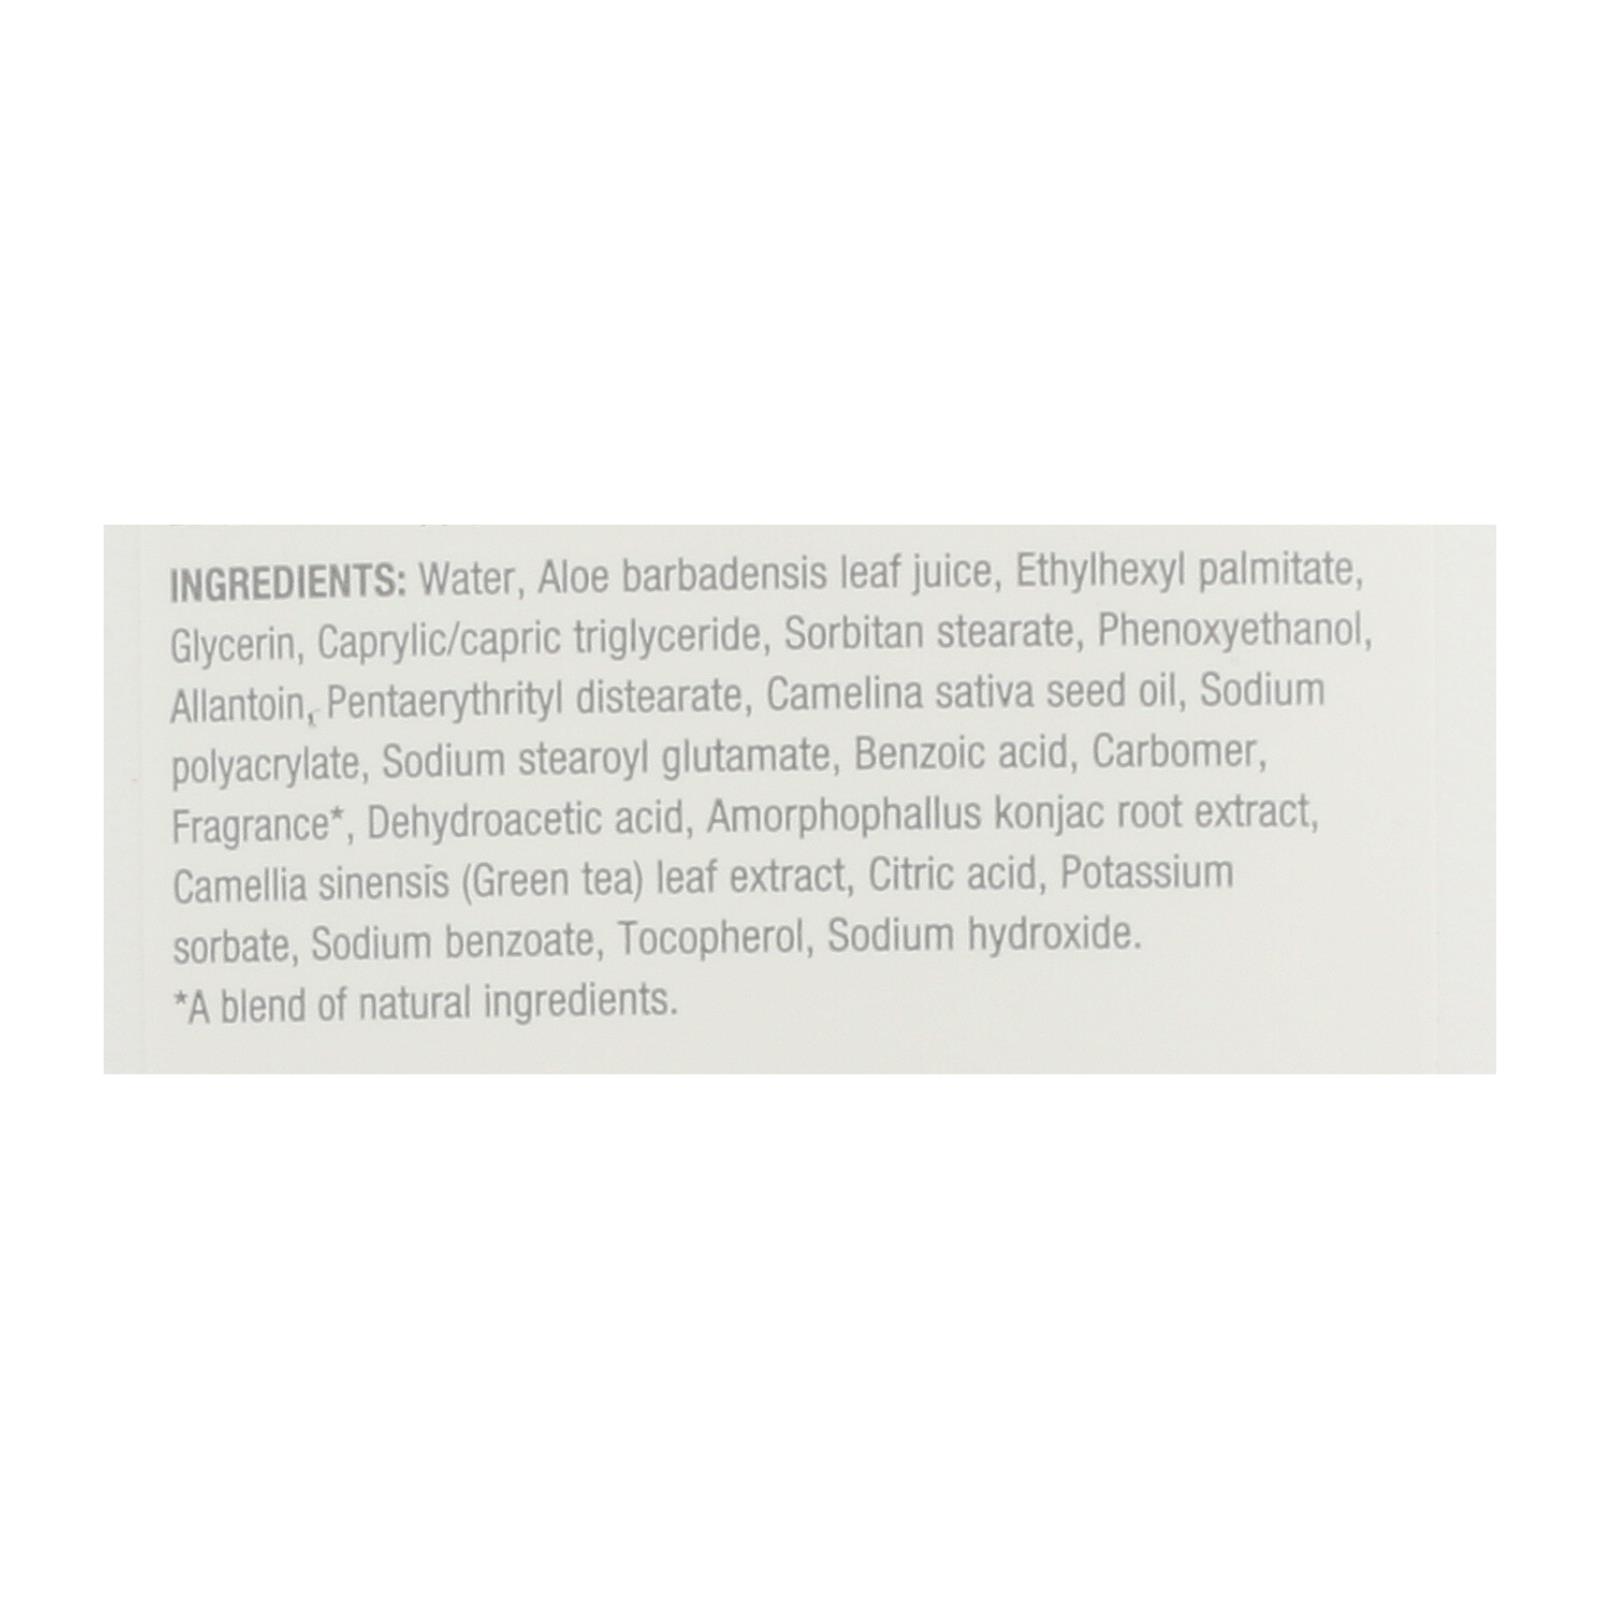 INGREDIENTS: Water, Aloe barbadensis leaf juice, Ethylhexyl palmitate,
Glycerin, Caprylic/capric triglyceride, Sorbitan stearate, Phenoxyethanol,
Allantoin, Pentaerythrityl distearate, Camelina sativa seed oil, Sodium
polyacrylate, Sodium stearoyl glutamate, Benzoic acid, Carbomer,
Fragrance*, Dehydroacetic acid, Amorphophallus konjac root extract,
Camellia sinensis (Green tea) leaf extract, Citric acid, Potassium
sorbate, Sodium benzoate, Tocopherol, Sodium hydroxide.
*A blend of natural ingredients.